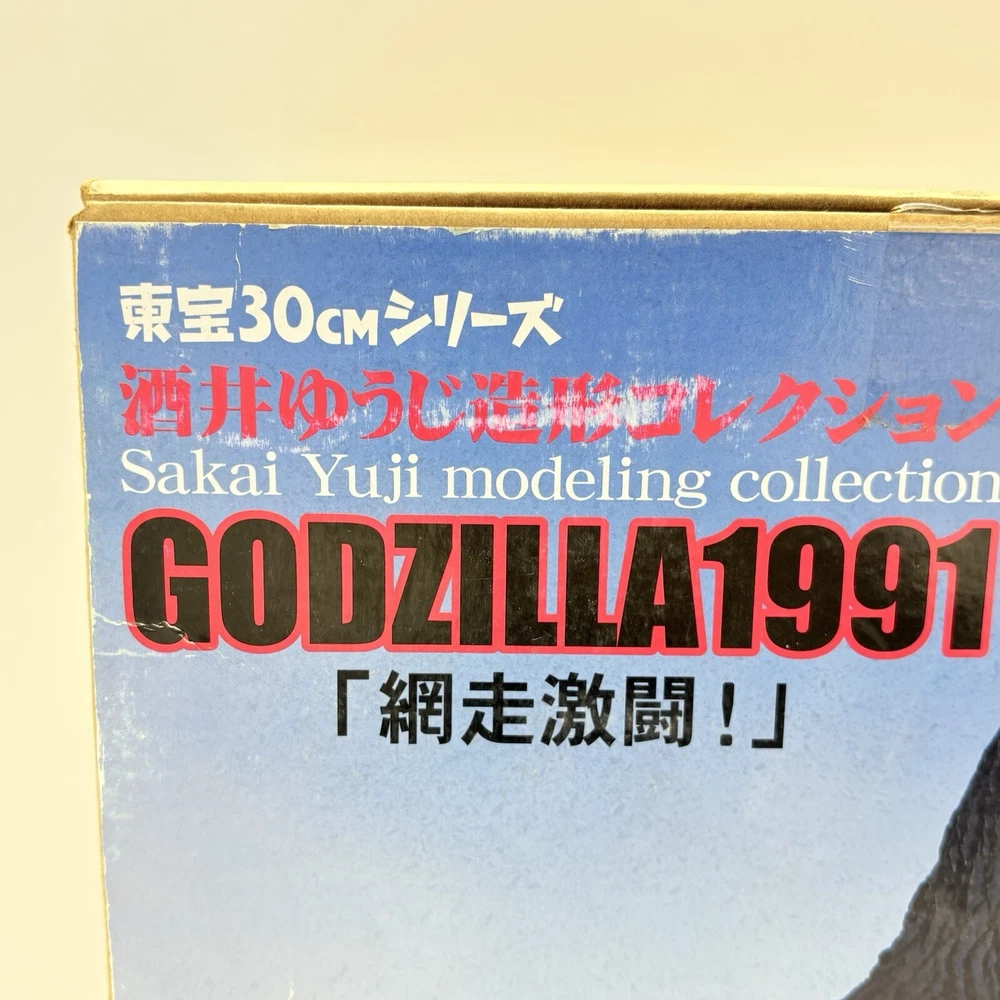 東宝30CMシリーズ
酒井ゆうじ造形コレクション
Sakai Yuji modeling collection
GODZILLA1991
「網走激闘!」